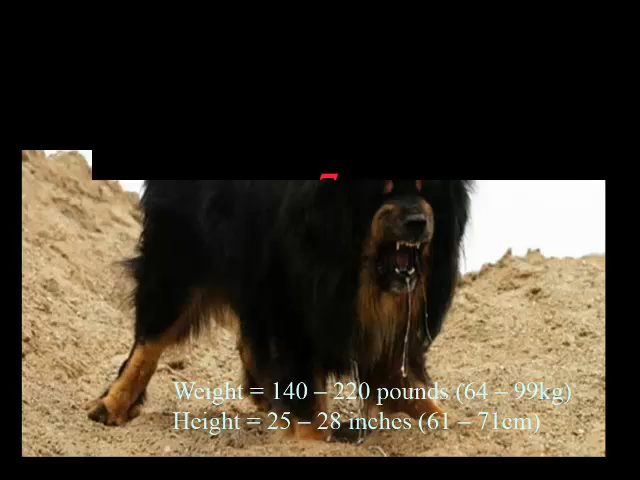 Weight = 140 – 220 pounds (64 – 99kg)
Height = 25 – 28 inches (61 – 71cm)